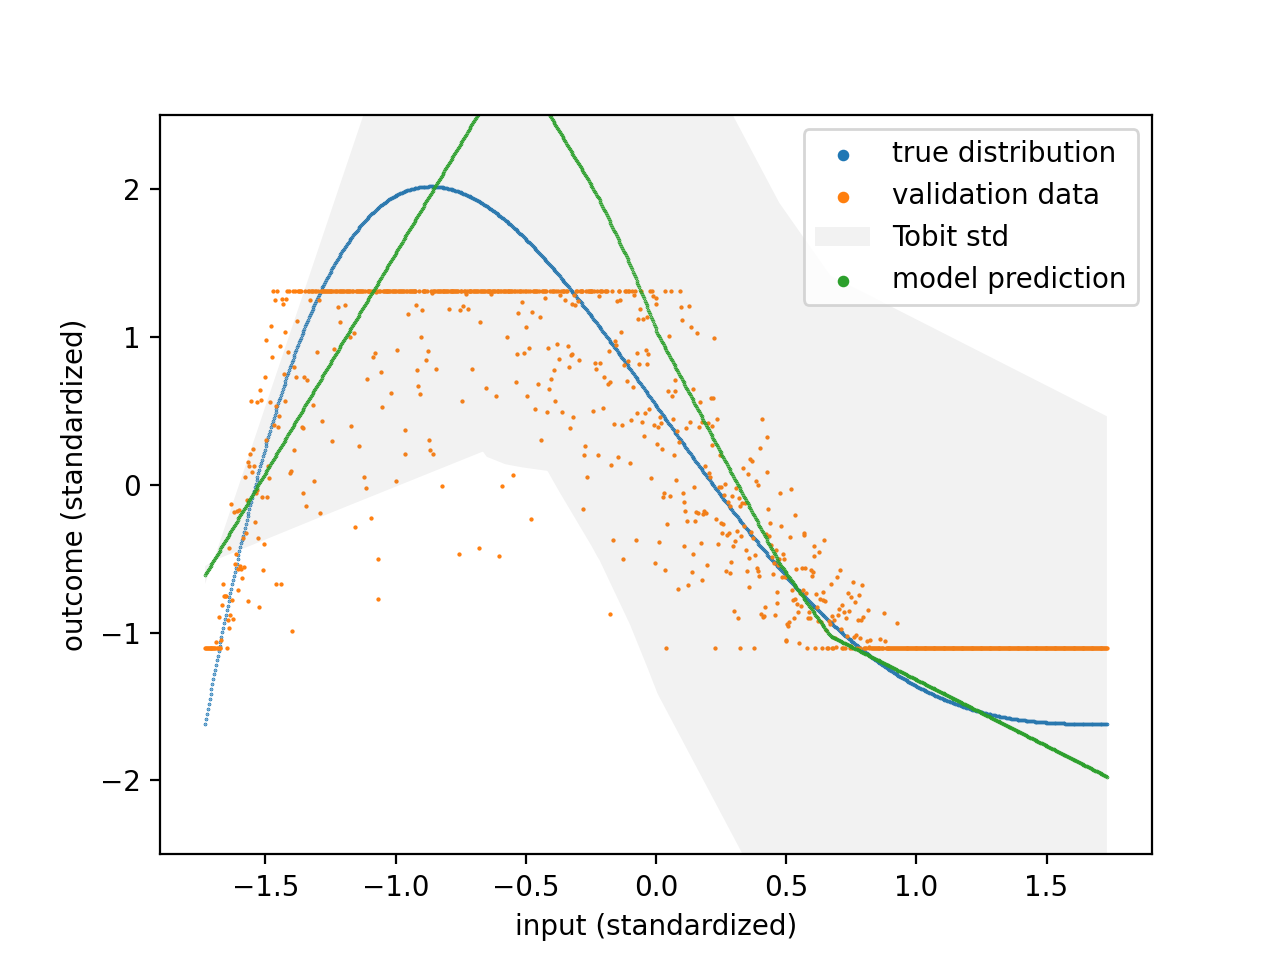 true distribution
validation data
Tobit std
model prediction
2
1
0
−1
−2
outcome (standardized)
−1.5 −1.0 −0.5 0.0 0.5 1.0 1.5
input (standardized)